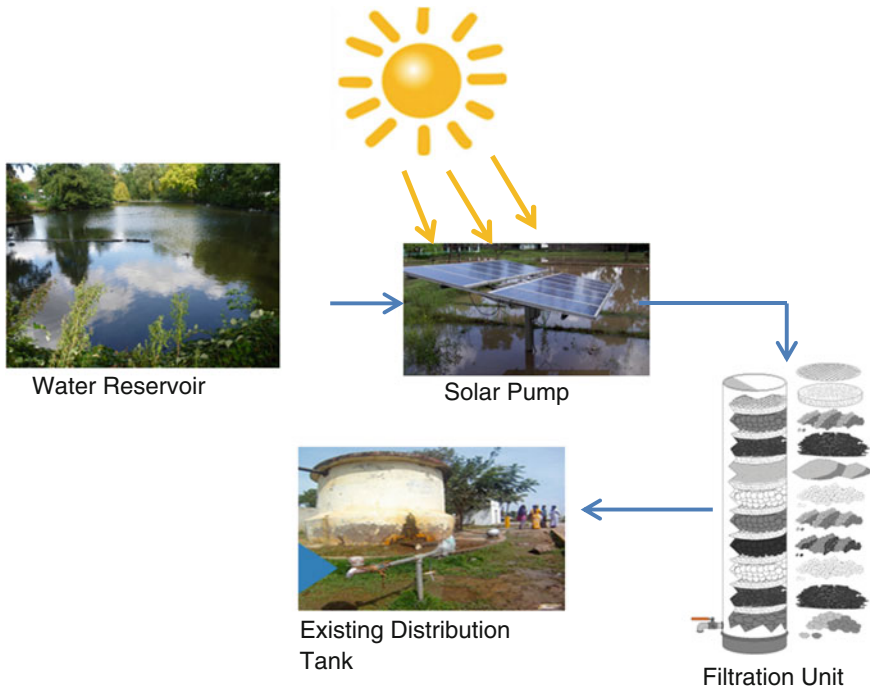 Water Reservoir
Solar Pump
Existing Distribution
Tank
Filtration Unit